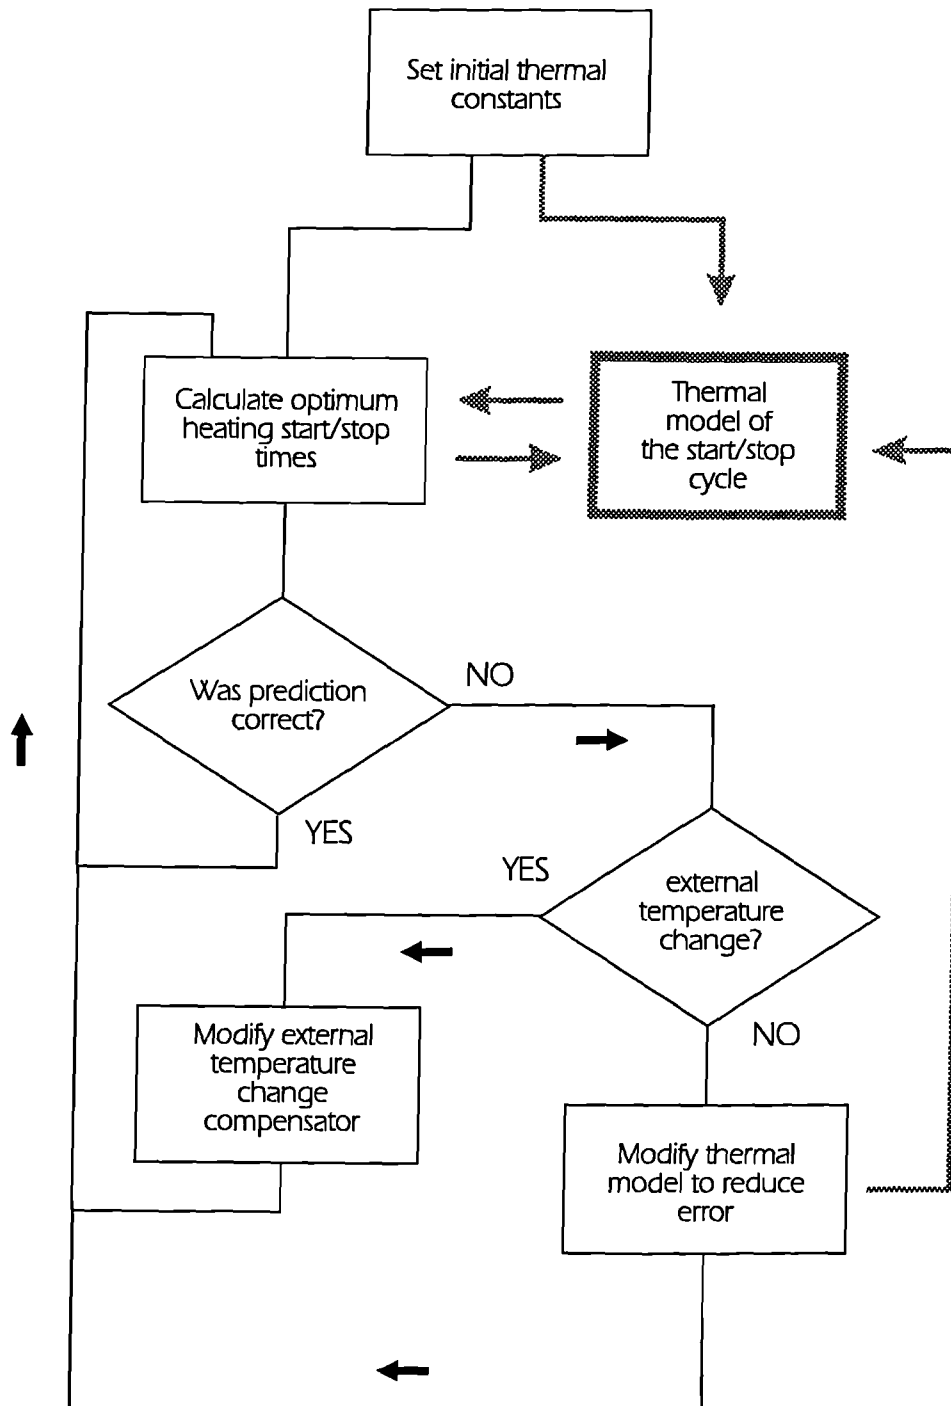 Set initial thermal
constants
Calculate optimum
heating start/stop
times
Thermal
model of
the start/stop
cycle
Was prediction
correct?
NO
YES
YES
external
temperature
change?
NO
Modify external
temperature
change
compensator
Modify thermal
model to reduce
error